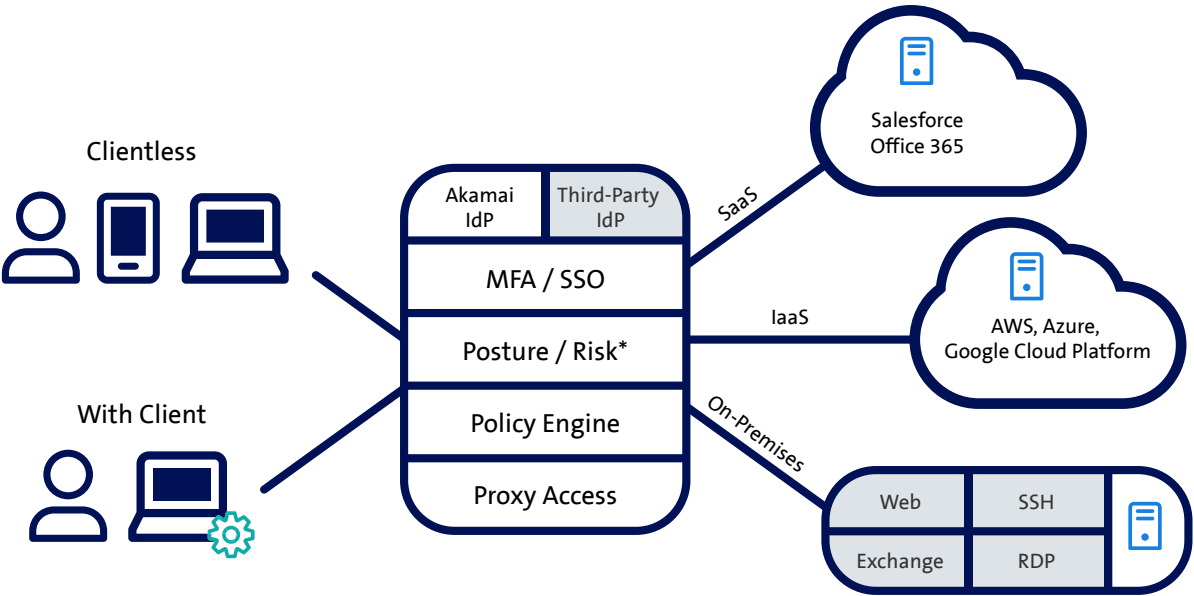 Clientless
With Client
Akamai
IdP
Third-Party
IdP
MFA / SSO
Posture / Risk*
Policy Engine
Proxy Access
SaaS
Salesforce
Office 365
IaaS
AWS, Azure,
Google Cloud Platform
On-Premises
Web
SSH
Exchange
RDP